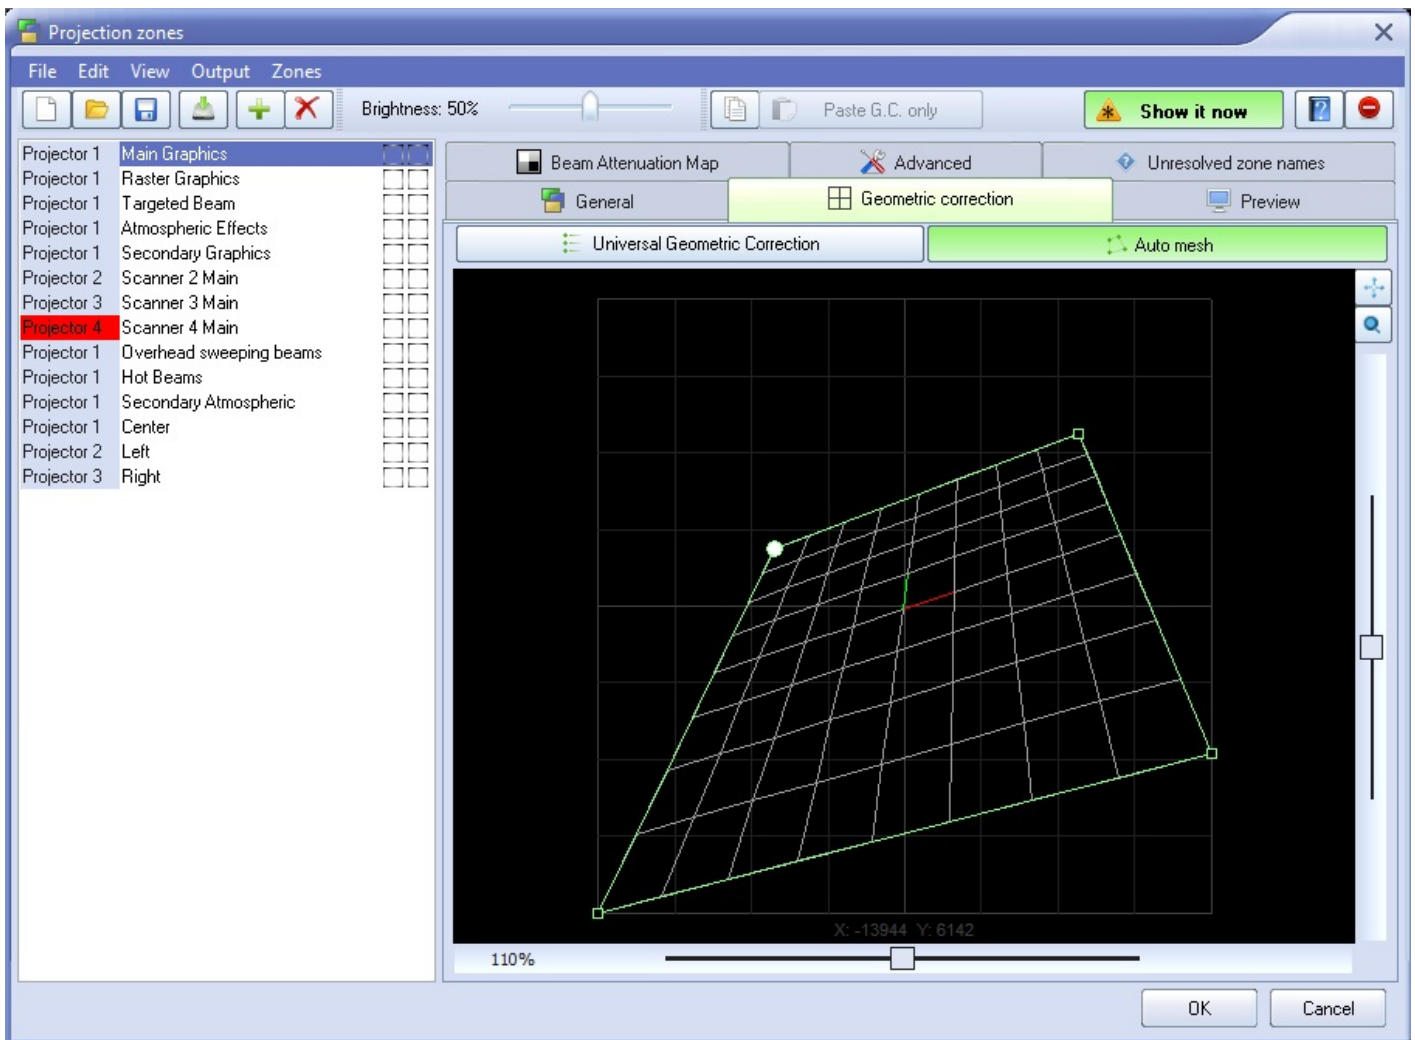 Projection zones
File Edit View Output Zones
Brightness: 50% Paste G.C. only Show it now
Projector 1 Main Graphics
Projector 1 Raster Graphics
Projector 1 Targeted Beam
Projector 1 Atmospheric Effects
Projector 1 Secondary Graphics
Projector 2 Scanner 2 Main
Projector 3 Scanner 3 Main
Projector 4 Scanner 4 Main
Projector 1 Overhead sweeping beams
Projector 1 Hot Beams
Projector 1 Secondary Atmospheric
Projector 1 Center
Projector 2 Left
Projector 3 Right
Beam Attenuation Map Advanced Unresolved zone names
General Geometric correction Preview
Universal Geometric Correction Auto mesh
X: -13944 Y: 6142
110%
OK Cancel